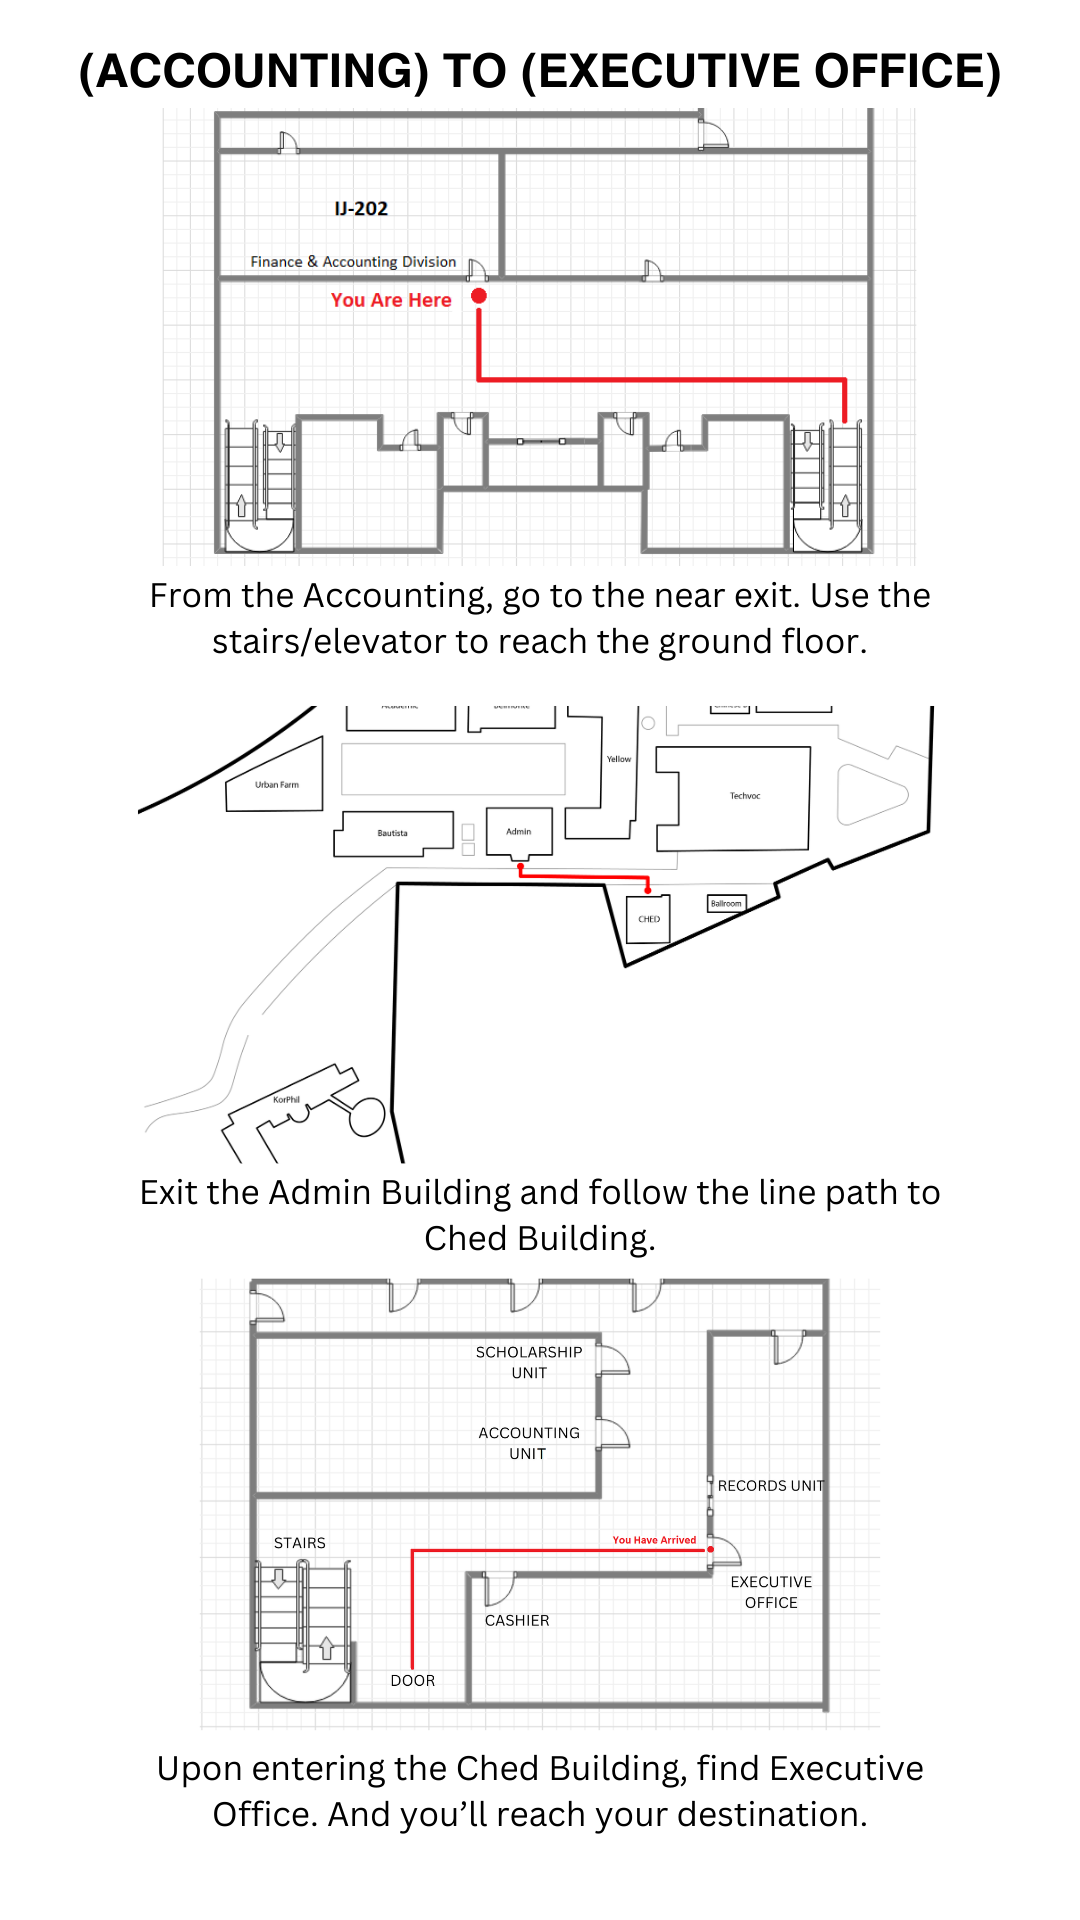 (ACCOUNTING) TO (EXECUTIVE OFFICE)
IJ-202
Finance & Accounting Division
You Are Here
From the Accounting, go to the near exit. Use the
stairs/elevator to reach the ground floor.
Academic
Belmonte
Yellow
Urban Farm
Techvoc
Bautista
Admin
CHED
Ballroom
KorPhil
Exit the Admin Building and follow the line path to
Ched Building.
SCHOLARSHIP
UNIT
ACCOUNTING
UNIT
RECORDS UNIT
STAIRS
You Have Arrived
EXECUTIVE
OFFICE
CASHIER
DOOR
Upon entering the Ched Building, find Executive
Office. And you’ll reach your destination.